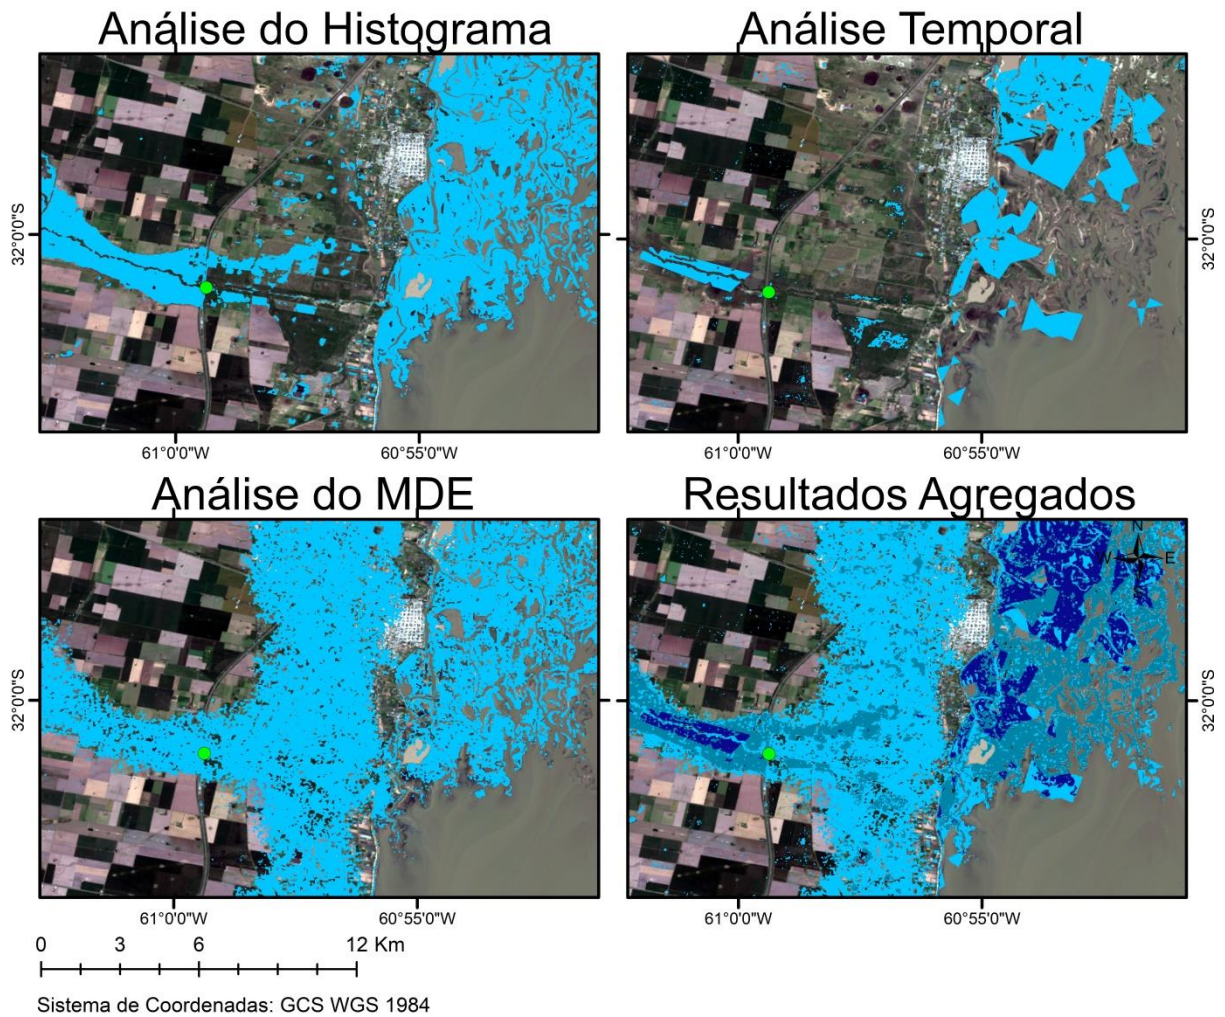 Análise do Histograma
Análise Temporal
32°0'0"S
32°0'0"S
61°0'0"W
60°55'0"W
61°0'0"W
60°55'0"W
Análise do MDE
Resultados Agregados
N
W
E
32°0'0"S
32°0'0"S
61°0'0"W
60°55'0"W
61°0'0"W
60°55'0"W
0 3 6 12 Km
Sistema de Coordenadas: GCS WGS 1984